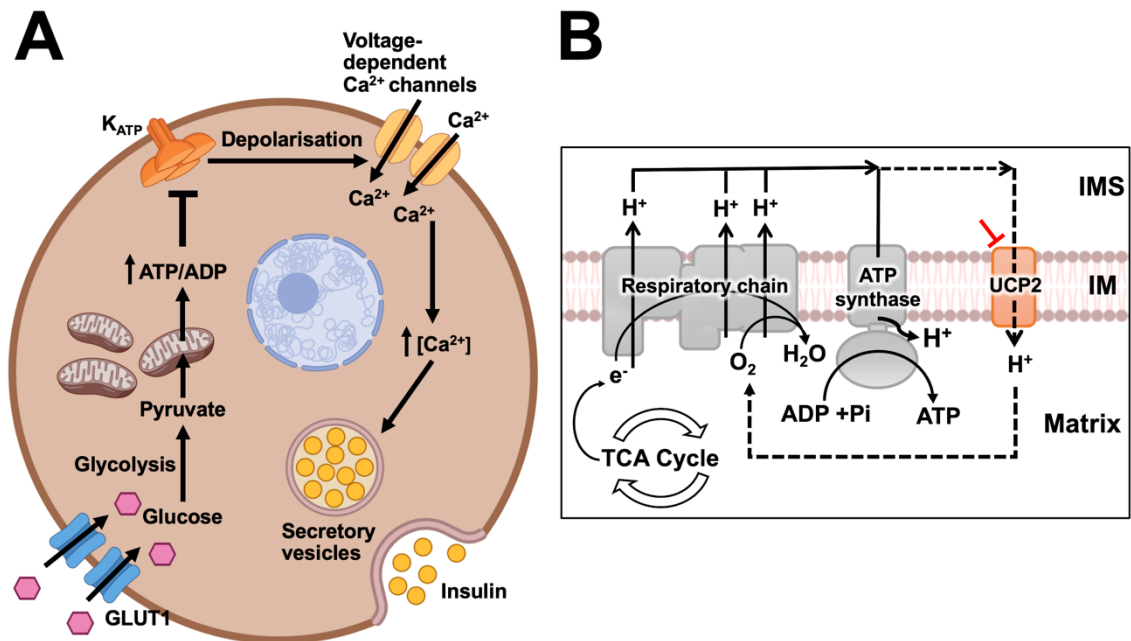 A
Voltage-
dependent
Ca²⁺ channels
K_ATP
Depolarisation
Ca²⁺
Ca²⁺
Ca²⁺
ATP/ADP
[Ca²⁺]
Pyruvate
Glycolysis
Glucose
Secretory
vesicles
Insulin
GLUT1
B
IMS
H⁺
H⁺
H⁺
Respiratory chain
ATP
synthase
UCP2
IM
H⁺
H⁺
e⁻
O₂
H₂O
ADP +Pi
ATP
Matrix
TCA Cycle